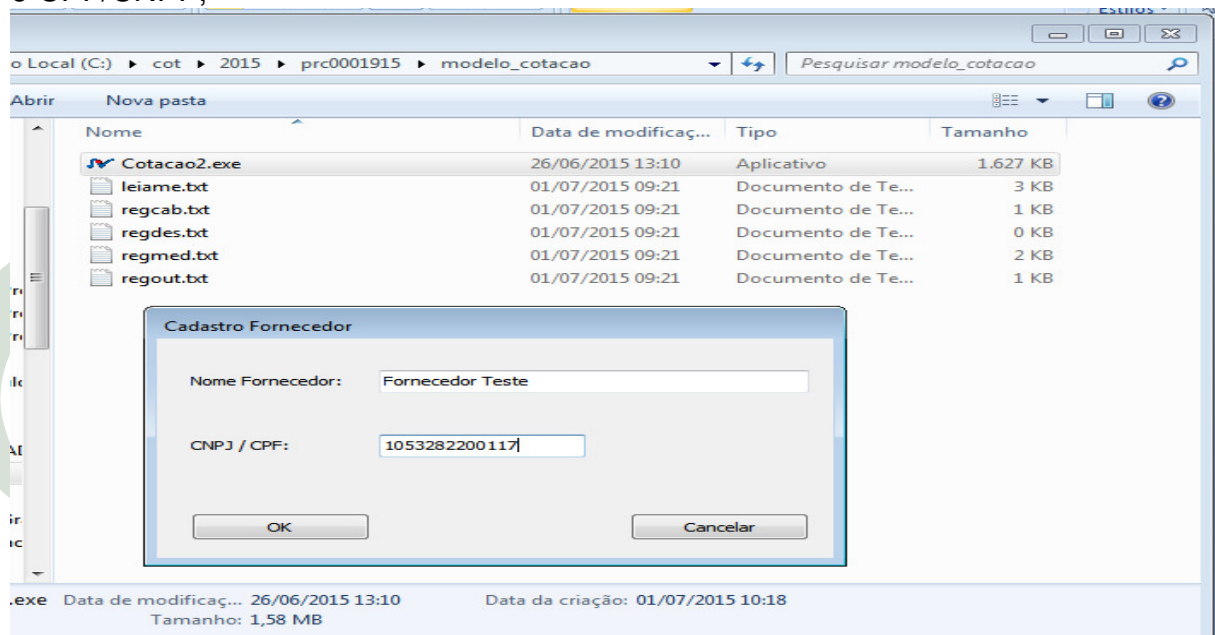 Estilos
o Local (C:) ▸ cot ▸ 2015 ▸ prc0001915 ▸ modelo_cotacao
Pesquisar modelo_cotacao
Abrir Nova pasta
Nome Data de modificaç... Tipo Tamanho
Cotacao2.exe 26/06/2015 13:10 Aplicativo 1.627 KB
leiame.txt 01/07/2015 09:21 Documento de Te... 3 KB
regcab.txt 01/07/2015 09:21 Documento de Te... 1 KB
regdes.txt 01/07/2015 09:21 Documento de Te... 0 KB
regmed.txt 01/07/2015 09:21 Documento de Te... 2 KB
regout.txt 01/07/2015 09:21 Documento de Te... 1 KB
Cadastro Fornecedor
Nome Fornecedor: Fornecedor Teste
CNPJ / CPF: 1053282200117
OK Cancelar
.exe Data de modificaç... 26/06/2015 13:10 Data da criação: 01/07/2015 10:18
Tamanho: 1,58 MB